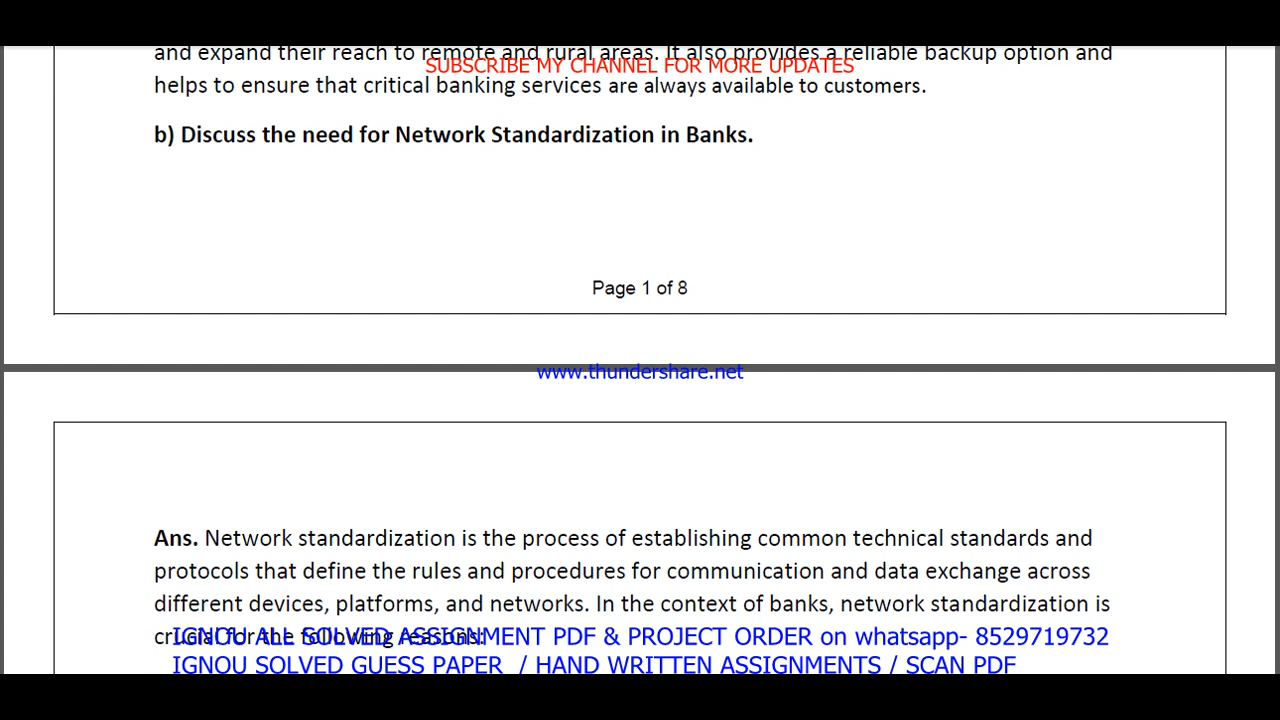 and expand their reach to remote and rural areas. It also provides a reliable backup option and
SUBSCRIBE MY CHANNEL FOR MORE UPDATES
helps to ensure that critical banking services are always available to customers.
b) Discuss the need for Network Standardization in Banks.
Page 1 of 8
www.thundershare.net
Ans. Network standardization is the process of establishing common technical standards and
protocols that define the rules and procedures for communication and data exchange across
different devices, platforms, and networks. In the context of banks, network standardization is
crucial for the following reasons:
IGNOU ALL SOLVED ASSIGNMENT PDF & PROJECT ORDER on whatsapp- 8529719732
IGNOU SOLVED GUESS PAPER / HAND WRITTEN ASSIGNMENTS / SCAN PDF